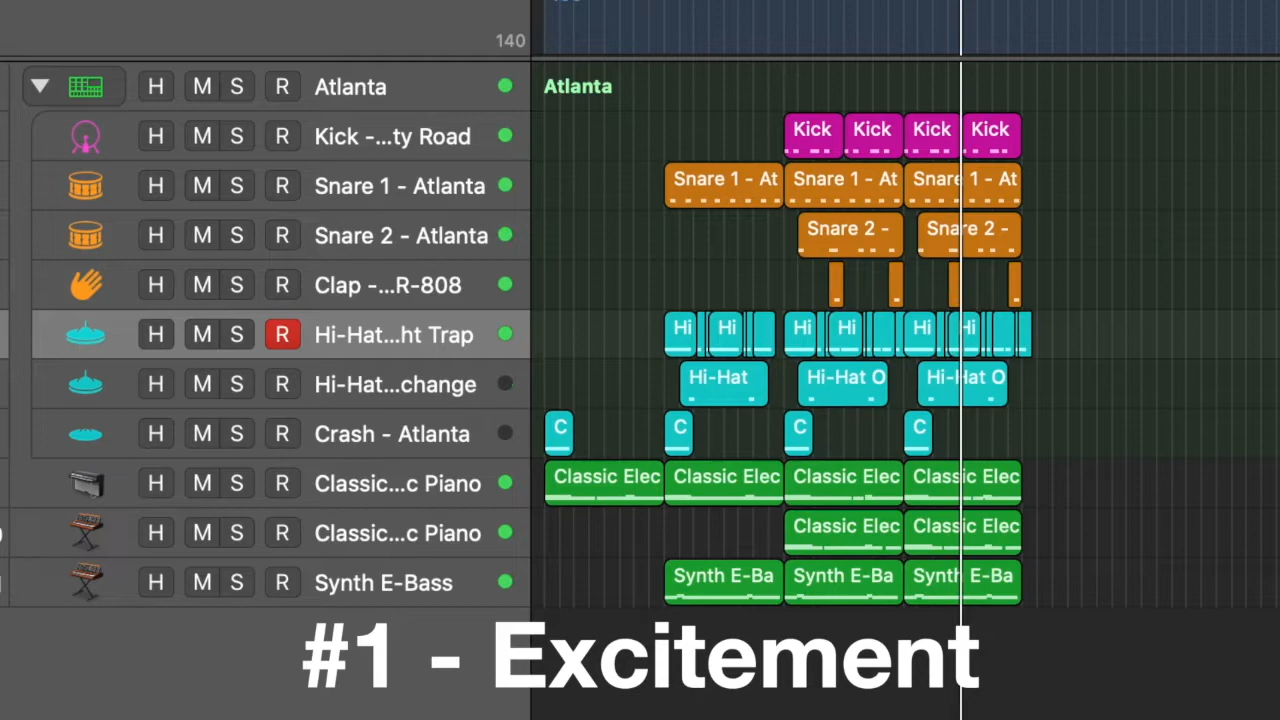 140
H M S R Atlanta
Atlanta
H M S R Kick -...ty Road
Kick Kick Kick Kick
H M S R Snare 1 - Atlanta
Snare 1 - At Snare 1 - At Snare 1 - At
H M S R Snare 2 - Atlanta
Snare 2 - Snare 2 -
H M S R Clap -...R-808
H M S R Hi-Hat...ht Trap
Hi Hi Hi Hi Hi Hi
H M S R Hi-Hat...change
Hi-Hat Hi-Hat O Hi-Hat O
H M S R Crash - Atlanta
C C C C
H M S R Classic...c Piano
Classic Elec Classic Elec Classic Elec Classic Elec
H M S R Classic...c Piano
Classic Elec Classic Elec
H M S R Synth E-Bass
Synth E-Ba Synth E-Ba Synth E-Ba
#1 - Excitement